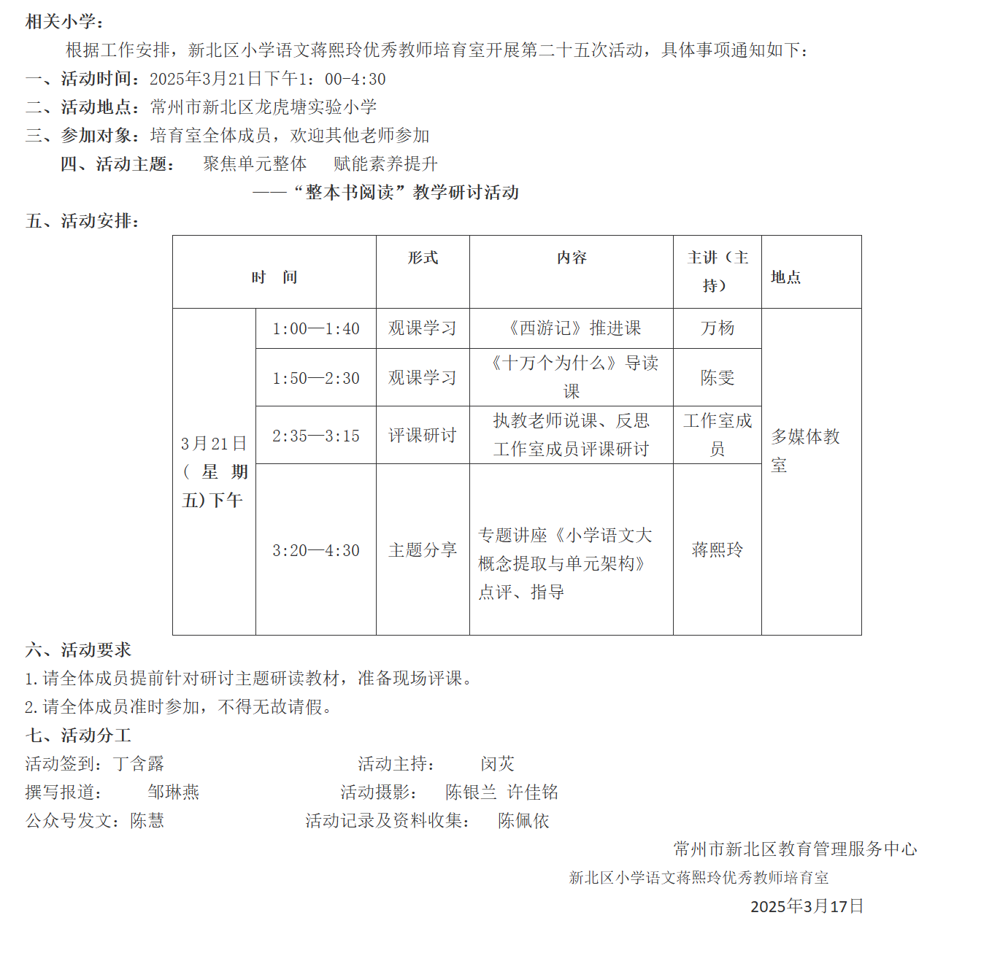 相关小学：
根据工作安排，新北区小学语文蒋熙玲优秀教师培育室开展第二十五次活动，具体事项通知如下：
一、活动时间：2025年3月21日下午1：00-4:30
二、活动地点：常州市新北区龙虎塘实验小学
三、参加对象：培育室全体成员，欢迎其他老师参加
四、活动主题： 聚焦单元整体 赋能素养提升
——“整本书阅读”教学研讨活动
五、活动安排：
时 间 形式 内容 主讲（主持） 地点
3月21日(星期五)下午
1:00—1:40 观课学习 《西游记》推进课 万杨
1:50—2:30 观课学习 《十万个为什么》导读
课
陈雯
2:35—3:15 评课研讨 执教老师说课、反思
工作室成员评课研讨
工作室成
员
多媒体教
室
3:20—4:30 主题分享 专题讲座《小学语文大
概念提取与单元架构》
点评、指导
蒋熙玲
六、活动要求
1.请全体成员提前针对研讨主题研读教材，准备现场评课。
2.请全体成员准时参加，不得无故请假。
七、活动分工
活动签到：丁含露 活动主持： 闵苂
撰写报道： 邹琳燕 活动摄影： 陈银兰 许佳铭
公众号发文：陈慧 活动记录及资料收集： 陈佩依
常州市新北区教育管理服务中心
新北区小学语文蒋熙玲优秀教师培育室
2025年3月17日